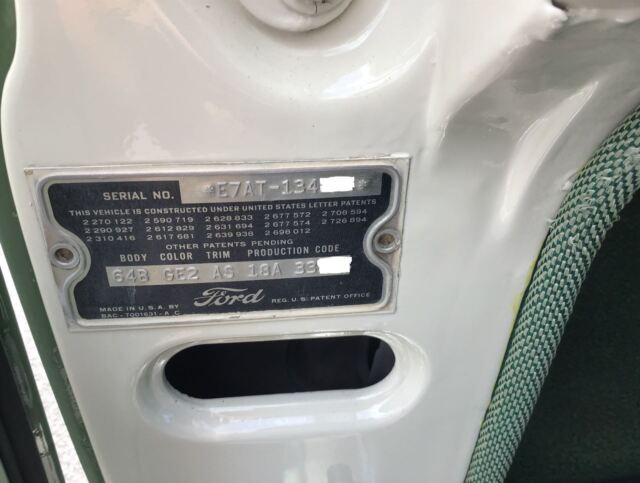 SERIAL NO. *E7AT-134 *
THIS VEHICLE IS CONSTRUCTED UNDER UNITED STATES LETTER PATENTS
2 270 122 2 590 719 2 628 833 2 677 572 2 708 594
2 290 927 2 612 829 2 631 694 2 677 574 2 726 894
2 310 416 2 617 681 2 639 938 2 698 012
OTHER PATENTS PENDING
BODY COLOR TRIM PRODUCTION CODE
64B GE2 AS 18A 33
MADE IN U.S.A. BY Ford REG. U.S. PATENT OFFICE
BAC-7001631-A C